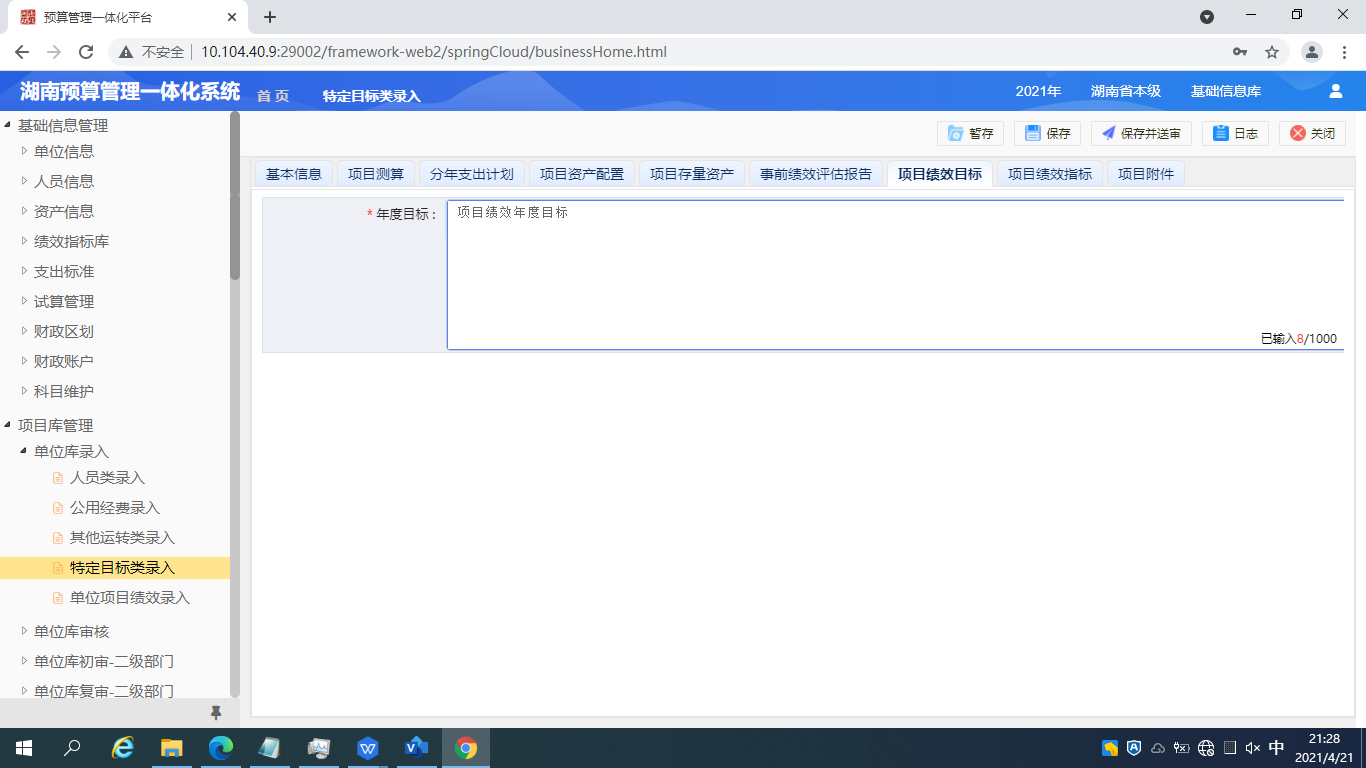 预算管理一体化平台
不安全 10.104.40.9:29002/framework-web2/springCloud/businessHome.html
湖南预算管理一体化系统 首页 特定目标类录入 2021年 湖南省本级 基础信息库
暂存 保存 保存并送审 日志 关闭
基本信息 项目测算 分年支出计划 项目资产配置 项目存量资产 事前绩效评估报告 项目绩效目标 项目绩效指标 项目附件
* 年度目标： 项目绩效年度目标
已输入8/1000
基础信息管理
单位信息
人员信息
资产信息
绩效指标库
支出标准
试算管理
财政区划
财政账户
科目维护
项目库管理
单位库录入
人员类录入
公用经费录入
其他运转类录入
特定目标类录入
单位项目绩效录入
单位库审核
单位库初审-二级部门
单位库复审-二级部门
中
21:28
2021/4/21